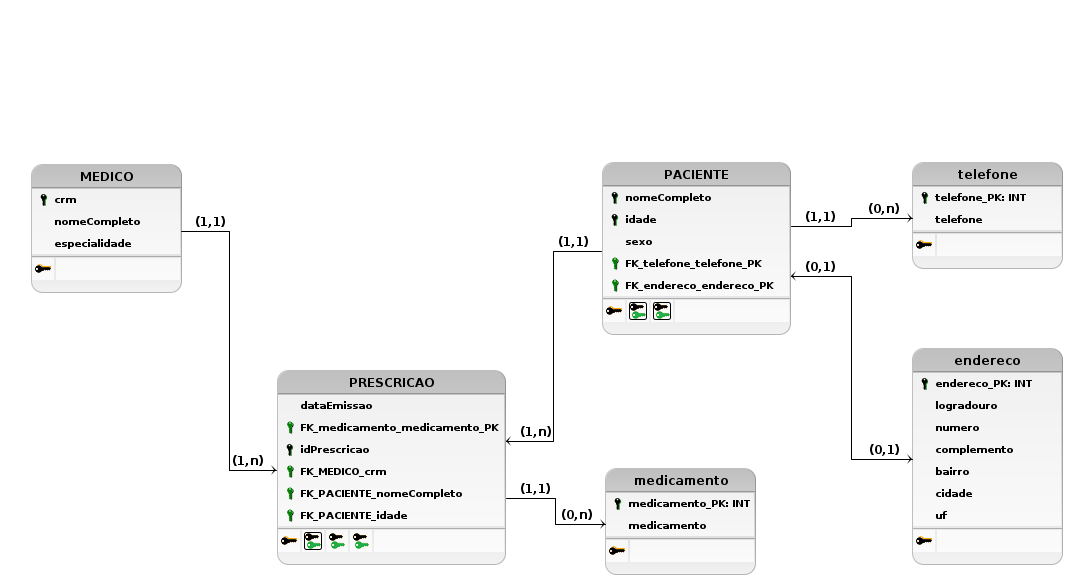 MEDICO
crm
nomeCompleto
especialidade
(1,1)
(1,n)
PRESCRICAO
dataEmissao
FK_medicamento_medicamento_PK
idPrescricao
FK_MEDICO_crm
FK_PACIENTE_nomeCompleto
FK_PACIENTE_idade
(1,1)
(1,n)
PACIENTE
nomeCompleto
idade
sexo
FK_telefone_telefone_PK
FK_endereco_endereco_PK
(1,1)
(0,n)
medicamento
medicamento_PK: INT
medicamento
(1,1)
(0,n)
telefone
telefone_PK: INT
telefone
(0,1)
(0,1)
endereco
endereco_PK: INT
logradouro
numero
complemento
bairro
cidade
uf